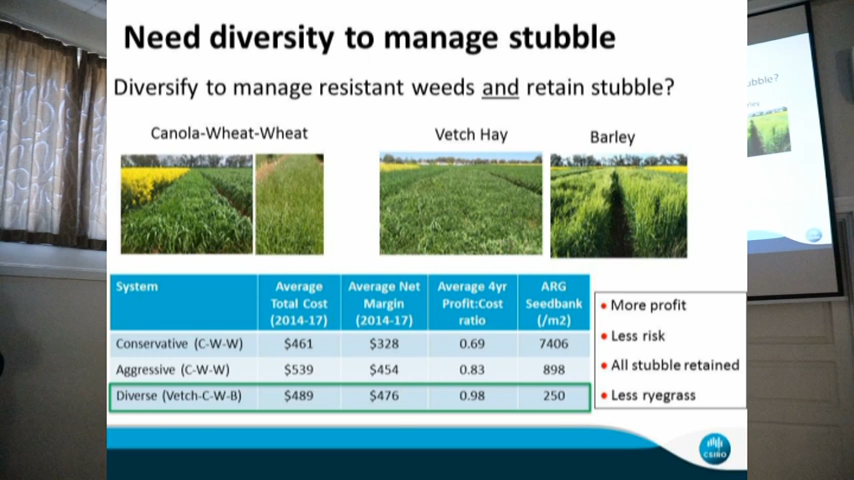 Need diversity to manage stubble
Diversify to manage resistant weeds and retain stubble?
Canola-Wheat-Wheat
Vetch Hay
Barley
System Average Total Cost (2014-17) Average Net Margin (2014-17) Average 4yr Profit:Cost ratio ARG Seedbank (/m2)
Conservative (C-W-W) $461 $328 0.69 7406
Aggressive (C-W-W) $539 $454 0.83 898
Diverse (Vetch-C-W-B) $489 $476 0.98 250
• More profit
• Less risk
• All stubble retained
• Less ryegrass
CSIRO
ubble?